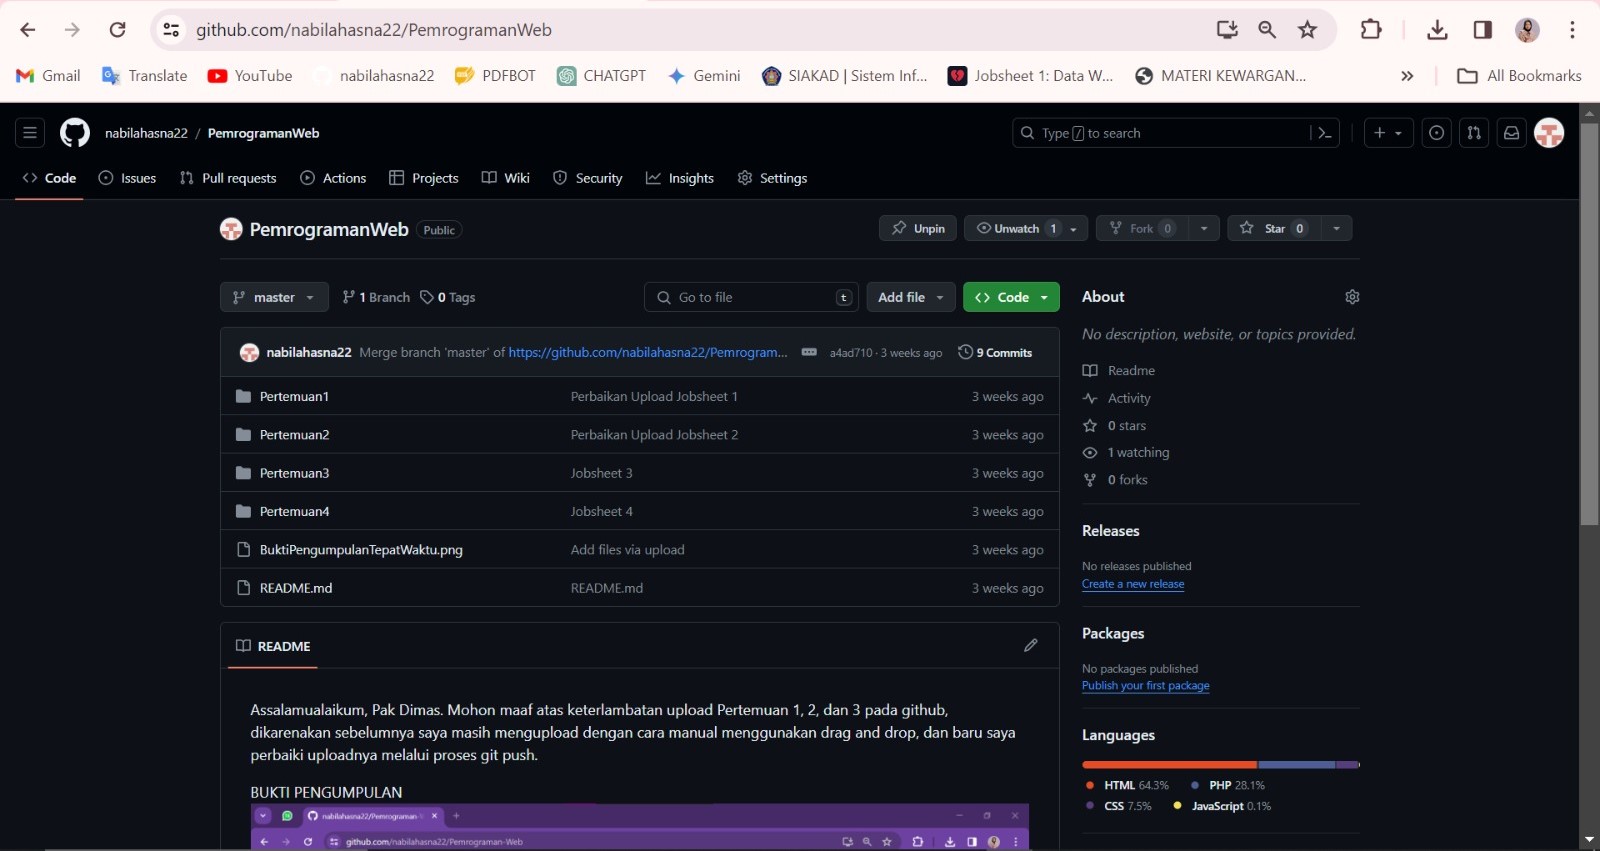 github.com/nabilahasna22/PemrogramanWeb
Gmail Translate YouTube nabilahasna22 PDFBOT CHATGPT Gemini SIAKAD | Sistem Inf... Jobsheet 1: Data W... MATERI KEWARGAN... » All Bookmarks
nabilahasna22 / PemrogramanWeb Type / to search
Code Issues Pull requests Actions Projects Wiki Security Insights Settings
PemrogramanWeb Public Unpin Unwatch 1 Fork 0 Star 0
master 1 Branch 0 Tags Go to file t Add file Code
nabilahasna22 Merge branch 'master' of https://github.com/nabilahasna22/Pemrogram... a4ad710 · 3 weeks ago 9 Commits
Pertemuan1 Perbaikan Upload Jobsheet 1 3 weeks ago
Pertemuan2 Perbaikan Upload Jobsheet 2 3 weeks ago
Pertemuan3 Jobsheet 3 3 weeks ago
Pertemuan4 Jobsheet 4 3 weeks ago
BuktiPengumpulanTepatWaktu.png Add files via upload 3 weeks ago
README.md README.md 3 weeks ago
README
Assalamualaikum, Pak Dimas. Mohon maaf atas keterlambatan upload Pertemuan 1, 2, dan 3 pada github,
dikarenakan sebelumnya saya masih mengupload dengan cara manual menggunakan drag and drop, dan baru saya
perbaiki uploadnya melalui proses git push.
BUKTI PENGUMPULAN
nabilahasna22/Pemrograman-
github.com/nabilahasna22/Pemrograman-Web
About
No description, website, or topics provided.
Readme
Activity
0 stars
1 watching
0 forks
Releases
No releases published
Create a new release
Packages
No packages published
Publish your first package
Languages
HTML 64.3% PHP 28.1%
CSS 7.5% JavaScript 0.1%